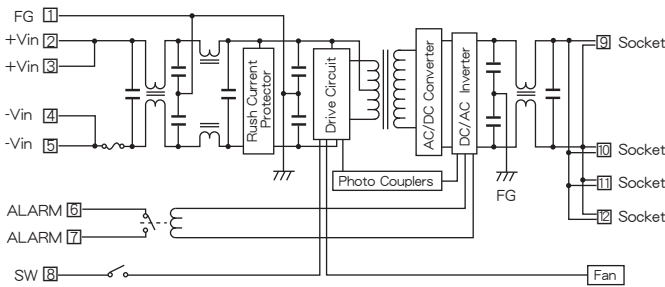 FG 1
+Vin 2
+Vin 3
-Vin 4
-Vin 5
ALARM 6
ALARM 7
SW 8
Rush Current
Protector
Drive Circuit
AC/DC Converter
DC/AC Inverter
Photo Couplers
FG
Fan
9 Socket
10 Socket
11 Socket
12 Socket